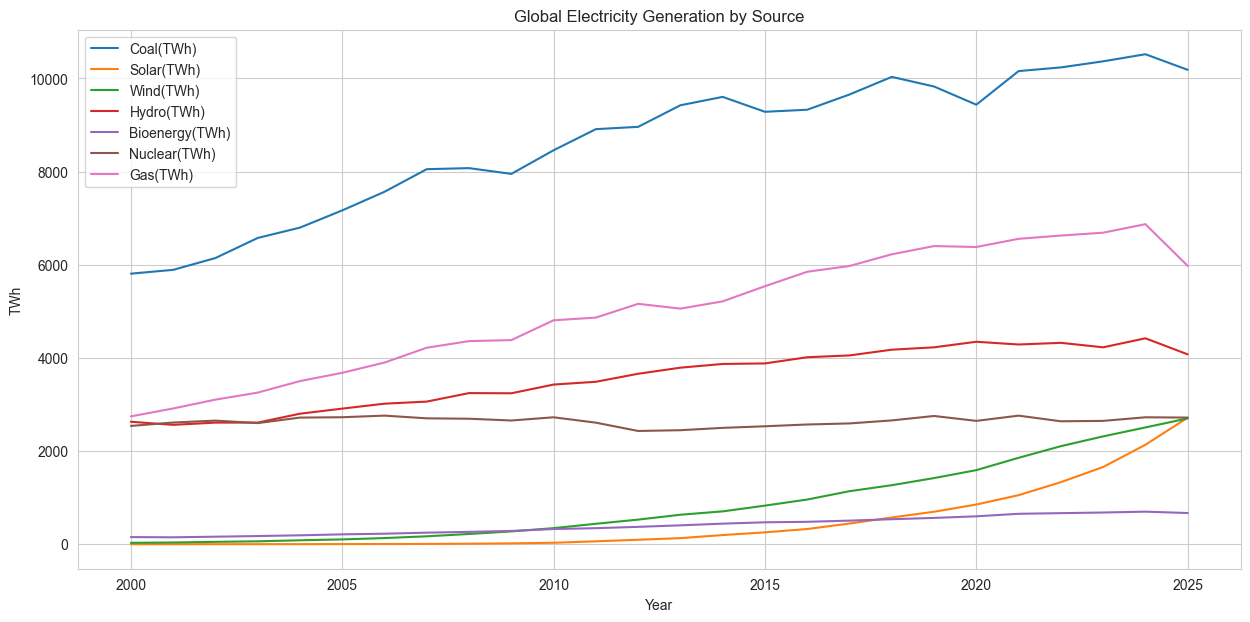 Global Electricity Generation by Source
Coal(TWh)
Solar(TWh)
Wind(TWh)
Hydro(TWh)
Bioenergy(TWh)
Nuclear(TWh)
Gas(TWh)
10000
8000
6000
4000
2000
0
TWh
2000 2005 2010 2015 2020 2025
Year